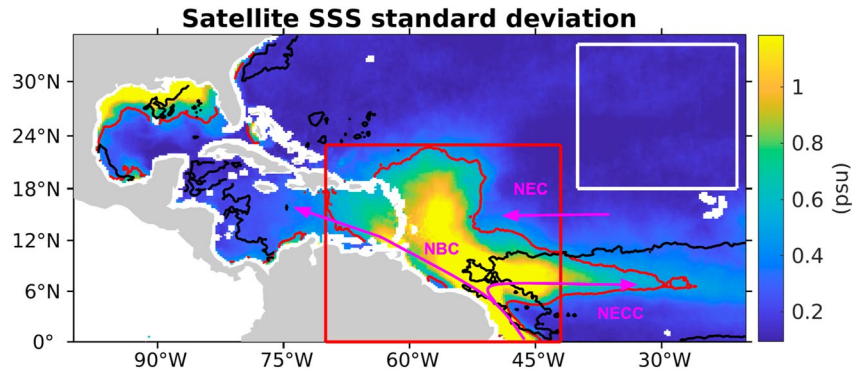 Satellite SSS standard deviation
30°N
24°N
18°N
12°N
6°N
0°
90°W
75°W
60°W
45°W
30°W
NEC
NBC
NECC
1
0.8
0.6
0.4
0.2
(psu)